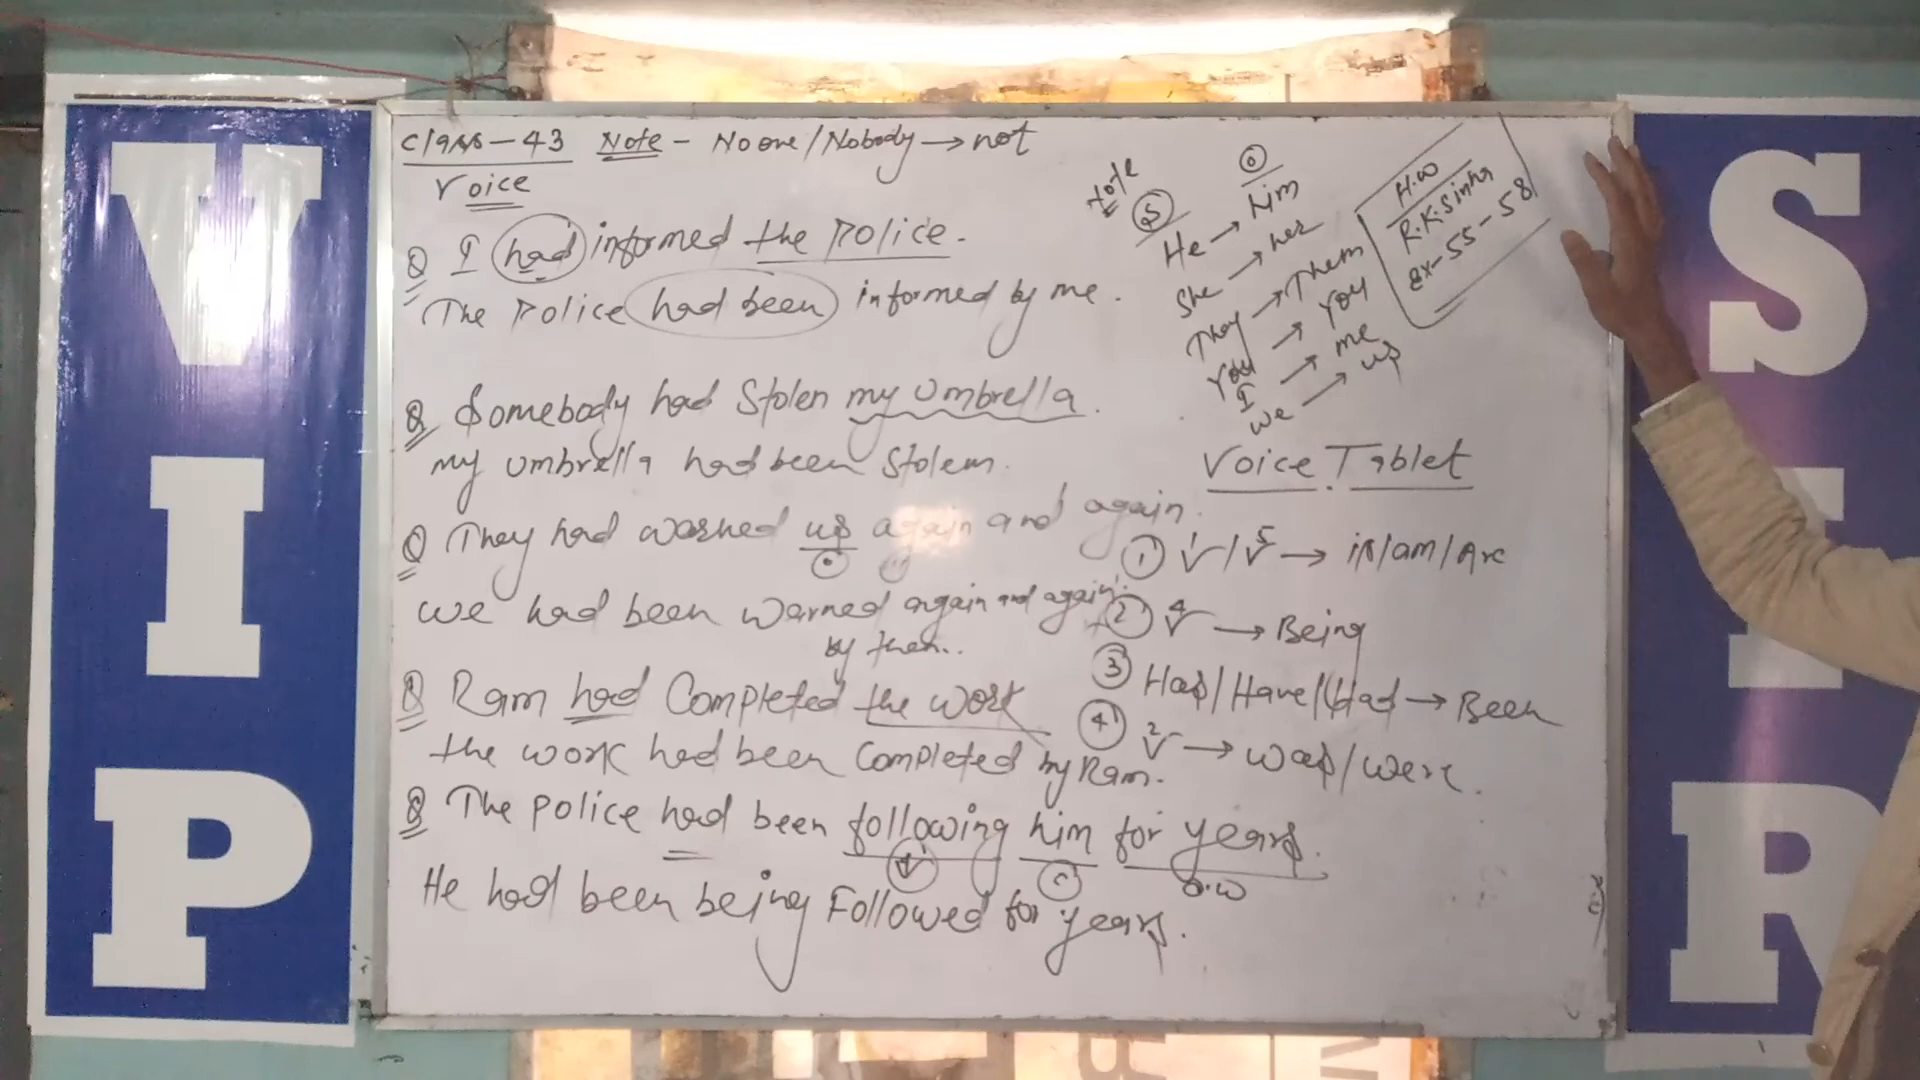 VIP
Class-43 Note - No one/Nobody → not
Voice
Q I had informed the Police.
The Police had been informed by me.
Q Somebody had Stolen my Umbrella.
my Umbrella had been Stolen.
Q They had warned us again and again.
O
we had been warned again and again
by them..
Q Ram had Completed the work
the work had been Completed by Ram.
Q The police had been following him for years.
V4 O O.W
He had been being Followed for years.
Note
S O
He → him
She → her
They → Them
You → You
I → me
we → us
H.W
R.K.Sinha
Ex-55-58
Voice Tablet
1 V1/V5 → is/am/Are
2 V4 → Being
3 Has/Have/Had → Been
4 V2 → was/were.
SIR